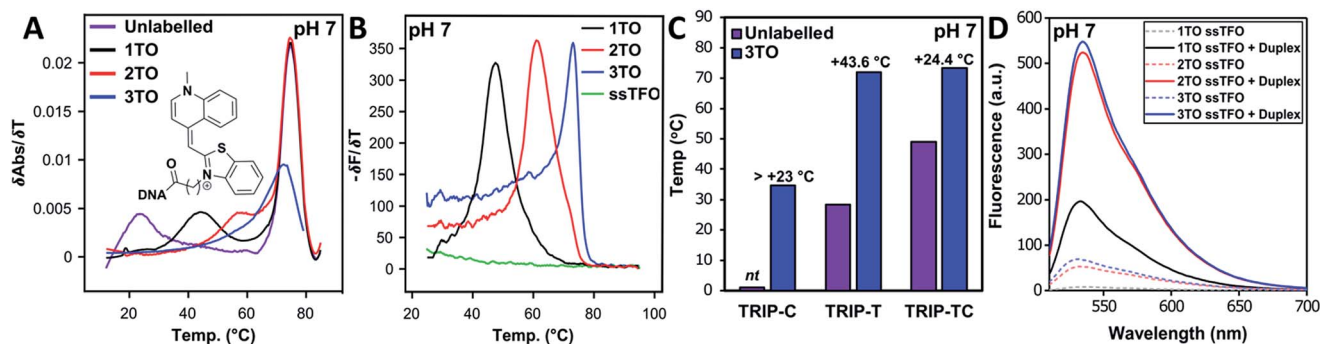 A
pH 7
Unlabelled
1TO
2TO
3TO
N
S
N
⊕
O
DNA
δAbs/δT
0.02
0.015
0.01
0.005
0
20 40 60 80
Temp. (°C)
B
pH 7
1TO
2TO
3TO
ssTFO
-δF/δT
350
300
250
200
150
100
50
0
20 40 60 80 100
Temp. (°C)
C
pH 7
Unlabelled
3TO
+43.6 °C
+24.4 °C
> +23 °C
nt
Temp (°C)
90
80
70
60
50
40
30
20
10
0
TRIP-C TRIP-T TRIP-TC
D
pH 7
1TO ssTFO
1TO ssTFO + Duplex
2TO ssTFO
2TO ssTFO + Duplex
3TO ssTFO
3TO ssTFO + Duplex
Fluorescence (a.u.)
600
500
400
300
200
100
0
550 600 650 700
Wavelength (nm)